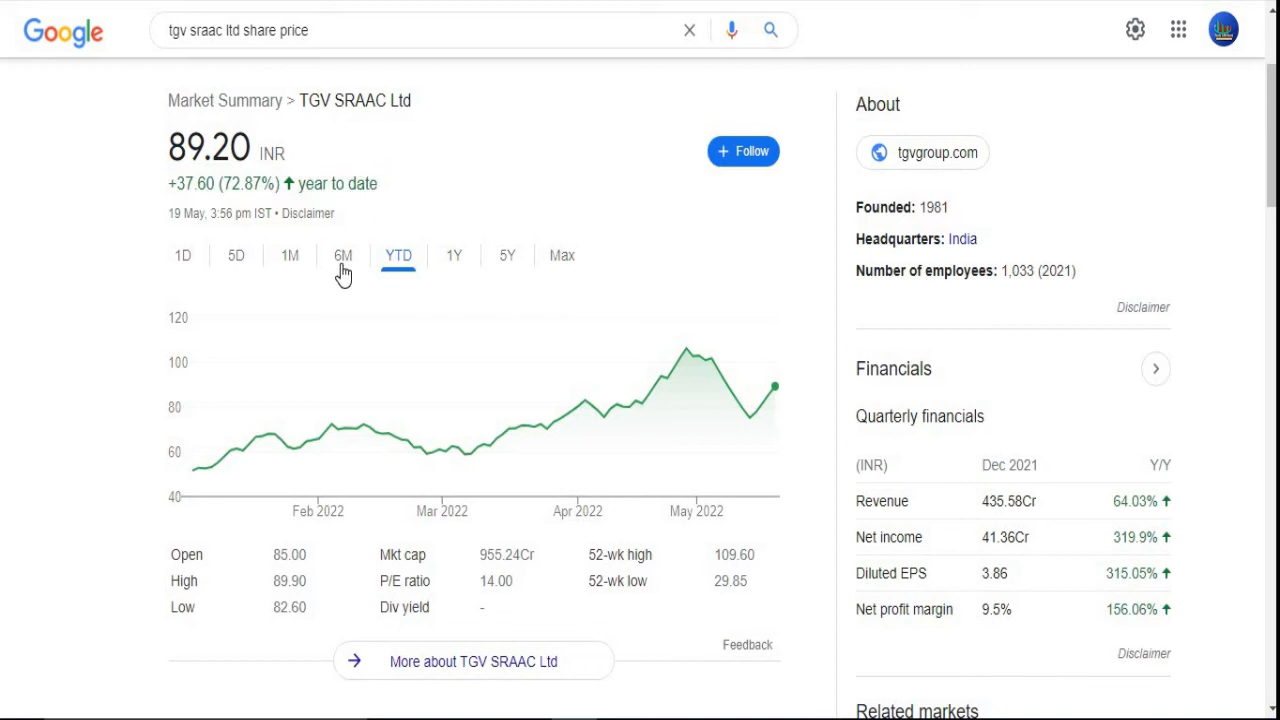 Google
tgv sraac ltd share price
Market Summary > TGV SRAAC Ltd
89.20 INR
+ Follow
+37.60 (72.87%) ↑ year to date
19 May, 3:56 pm IST • Disclaimer
1D 5D 1M 6M YTD 1Y 5Y Max
120
100
80
60
40
Feb 2022 Mar 2022 Apr 2022 May 2022
Open 85.00 Mkt cap 955.24Cr 52-wk high 109.60
High 89.90 P/E ratio 14.00 52-wk low 29.85
Low 82.60 Div yield -
Feedback
→ More about TGV SRAAC Ltd
About
tgvgroup.com
Founded: 1981
Headquarters: India
Number of employees: 1,033 (2021)
Disclaimer
Financials
Quarterly financials
(INR) Dec 2021 Y/Y
Revenue 435.58Cr 64.03% ↑
Net income 41.36Cr 319.9% ↑
Diluted EPS 3.86 315.05% ↑
Net profit margin 9.5% 156.06% ↑
Disclaimer
Related markets